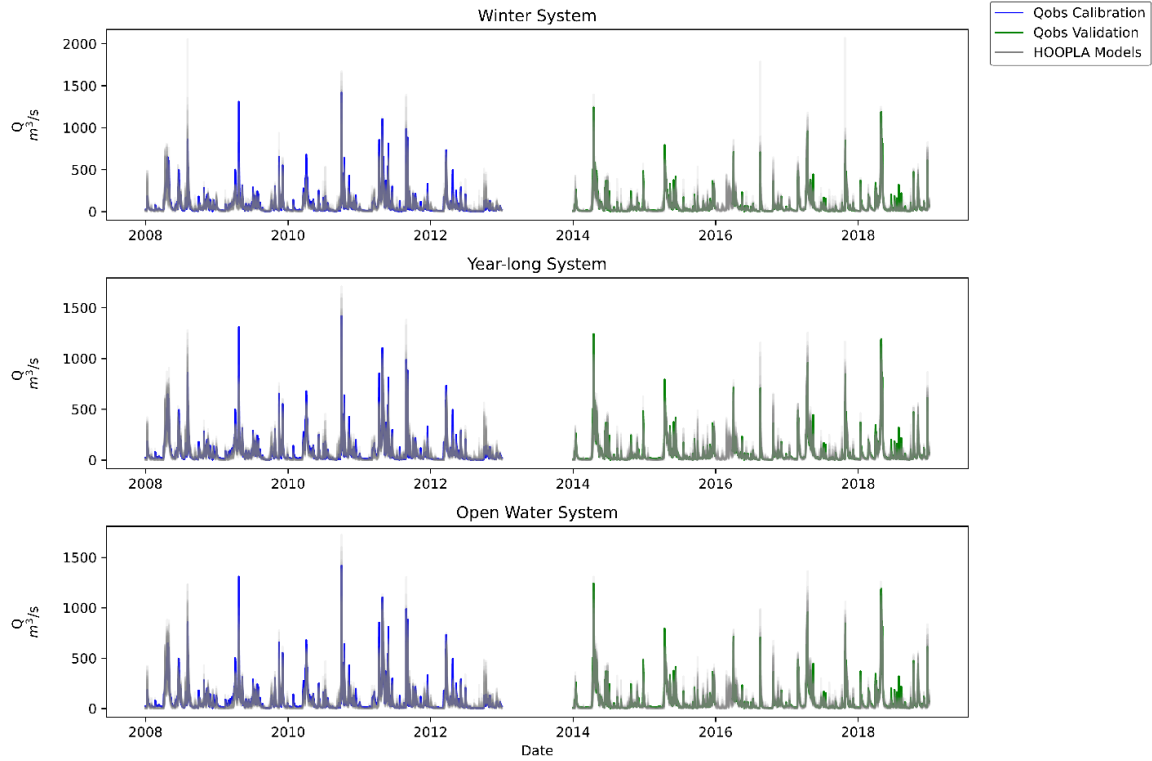 Winter System
Qobs Calibration
Qobs Validation
HOOPLA Models
2000
1500
1000
500
0
Q
m³/s
2008 2010 2012 2014 2016 2018
Year-long System
1500
1000
500
0
Q
m³/s
2008 2010 2012 2014 2016 2018
Open Water System
1500
1000
500
0
Q
m³/s
2008 2010 2012 2014 2016 2018
Date